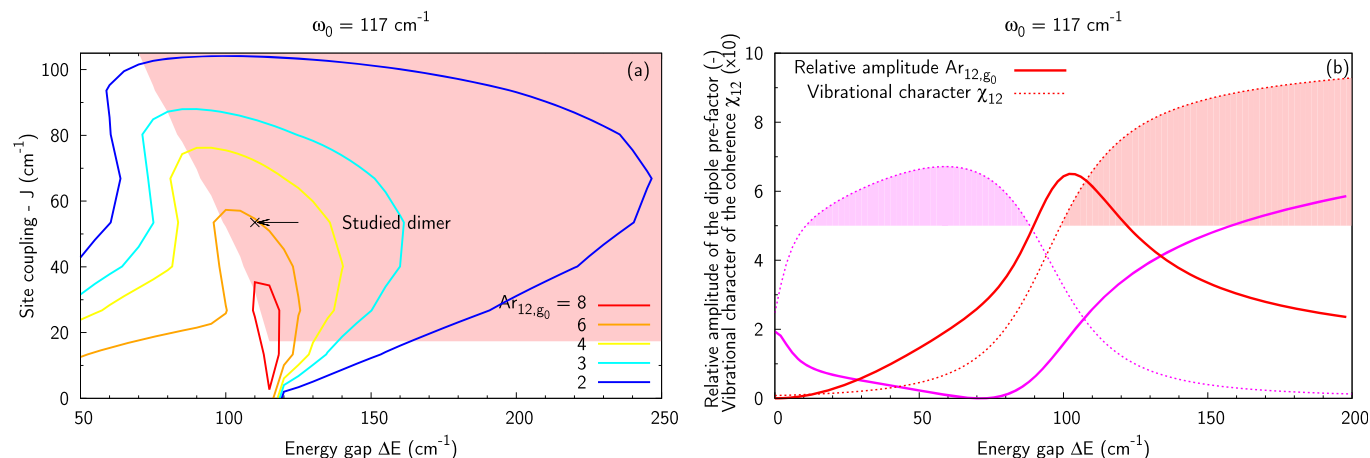 ω₀ = 117 cm⁻¹
(a)
Site coupling - J (cm⁻¹)
100
80
60
40
20
0
Studied dimer
Ar₁₂,g₀ = 8
6
4
3
2
50
100
150
200
250
Energy gap ΔE (cm⁻¹)
ω₀ = 117 cm⁻¹
(b)
Relative amplitude of the dipole pre-factor (-)
Vibrational character of the coherence χ₁₂ (x10)
Relative amplitude Ar₁₂,g₀
Vibrational character χ₁₂
10
8
6
4
2
0
0
50
100
150
200
Energy gap ΔE (cm⁻¹)